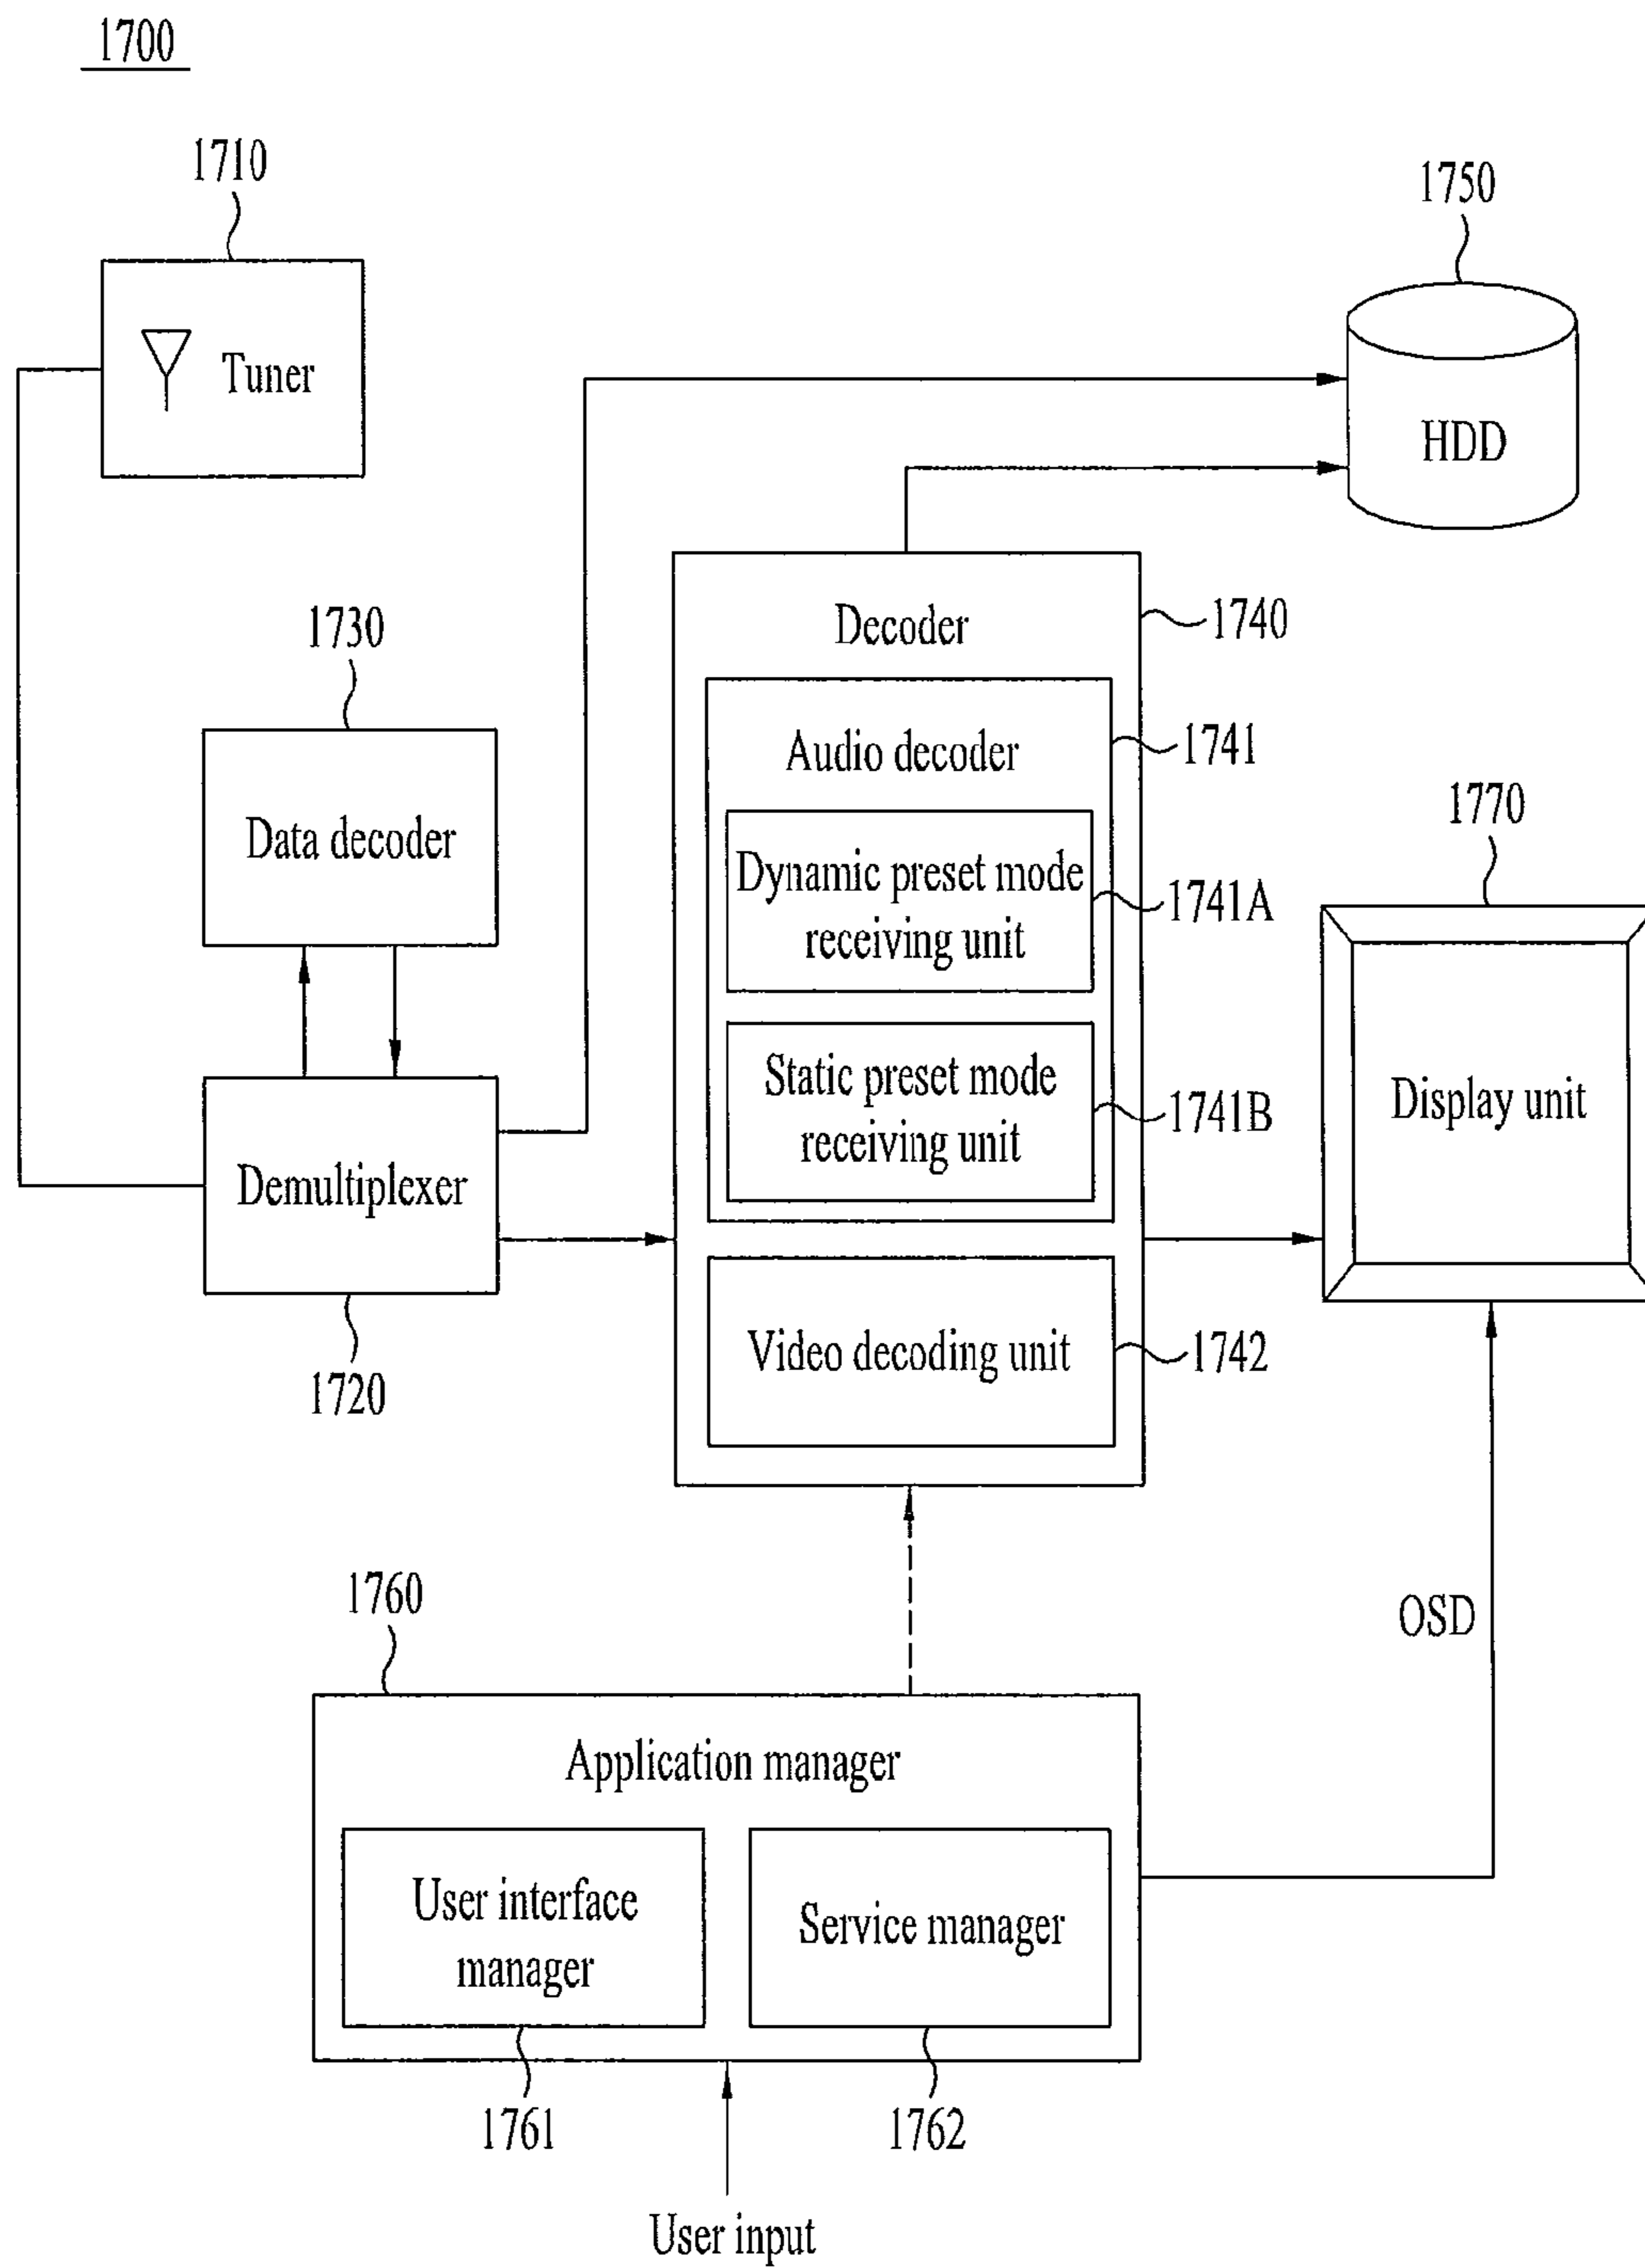 1700
1710
Tuner
1750
HDD
1730
Data decoder
Decoder
1740
Audio decoder
1741
Dynamic preset mode
receiving unit
1741A
Static preset mode
receiving unit
1741B
1770
Display unit
Demultiplexer
1720
Video decoding unit
1742
1760
OSD
Application manager
User interface
manager
Service manager
1761
1762
User input